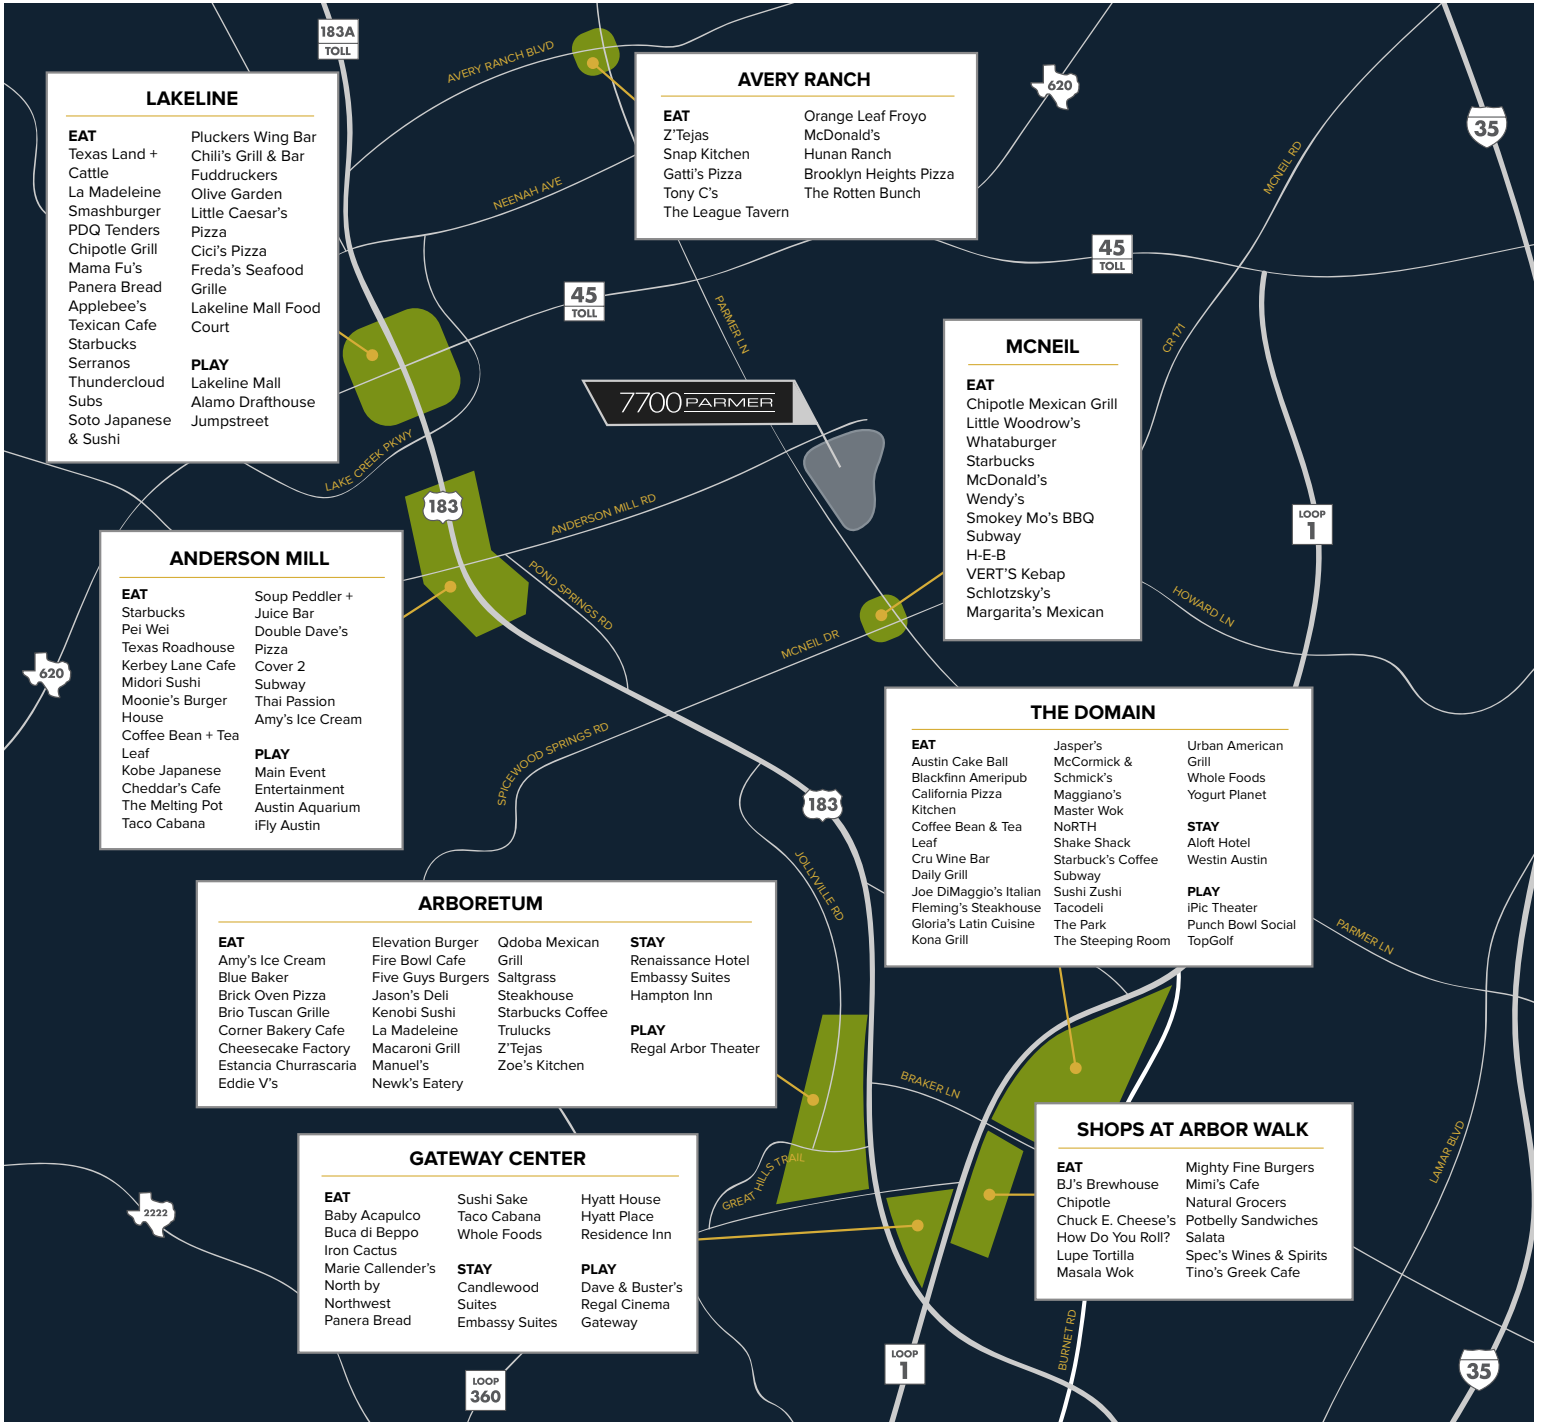 183A
TOLL
AVERY RANCH BLVD
620
35
MCNEIL RD
LAKELINE
EAT
Texas Land +
Cattle
La Madeleine
Smashburger
PDQ Tenders
Chipotle Grill
Mama Fu's
Panera Bread
Applebee's
Texican Cafe
Starbucks
Serranos
Thundercloud
Subs
Soto Japanese
& Sushi
Pluckers Wing Bar
Chili's Grill & Bar
Fuddruckers
Olive Garden
Little Caesar's
Pizza
Cici's Pizza
Freda's Seafood
Grille
Lakeline Mall Food
Court
PLAY
Lakeline Mall
Alamo Drafthouse
Jumpstreet
AVERY RANCH
EAT
Z'Tejas
Snap Kitchen
Gatti's Pizza
Tony C's
The League Tavern
Orange Leaf Froyo
McDonald's
Hunan Ranch
Brooklyn Heights Pizza
The Rotten Bunch
NEENAH AVE
45
TOLL
45
TOLL
PARMER LN
CR 171
7700 PARMER
MCNEIL
EAT
Chipotle Mexican Grill
Little Woodrow's
Whataburger
Starbucks
McDonald's
Wendy's
Smokey Mo's BBQ
Subway
H-E-B
VERT'S Kebap
Schlotzsky's
Margarita's Mexican
LAKE CREEK PKWY
183
ANDERSON MILL RD
POND SPRINGS RD
LOOP
1
HOWARD LN
MCNEIL DR
620
ANDERSON MILL
EAT
Starbucks
Pei Wei
Texas Roadhouse
Kerbey Lane Cafe
Midori Sushi
Moonie's Burger
House
Coffee Bean + Tea
Leaf
Kobe Japanese
Cheddar's Cafe
The Melting Pot
Taco Cabana
Soup Peddler +
Juice Bar
Double Dave's
Pizza
Cover 2
Subway
Thai Passion
Amy's Ice Cream
PLAY
Main Event
Entertainment
Austin Aquarium
iFly Austin
SPICEWOOD SPRINGS RD
183
JOLLYVILLE RD
THE DOMAIN
EAT
Austin Cake Ball
Blackfinn Ameripub
California Pizza
Kitchen
Coffee Bean & Tea
Leaf
Cru Wine Bar
Daily Grill
Joe DiMaggio's Italian
Fleming's Steakhouse
Gloria's Latin Cuisine
Kona Grill
Jasper's
McCormick &
Schmick's
Maggiano's
Master Wok
NoRTH
Shake Shack
Starbuck's Coffee
Subway
Sushi Zushi
Tacodeli
The Park
The Steeping Room
Urban American
Grill
Whole Foods
Yogurt Planet
STAY
Aloft Hotel
Westin Austin
PLAY
iPic Theater
Punch Bowl Social
TopGolf
PARMER LN
ARBORETUM
EAT
Amy's Ice Cream
Blue Baker
Brick Oven Pizza
Brio Tuscan Grille
Corner Bakery Cafe
Cheesecake Factory
Estancia Churrascaria
Eddie V's
Elevation Burger
Fire Bowl Cafe
Five Guys Burgers
Jason's Deli
Kenobi Sushi
La Madeleine
Macaroni Grill
Manuel's
Newk's Eatery
Qdoba Mexican
Grill
Saltgrass
Steakhouse
Starbucks Coffee
Trulucks
Z'Tejas
Zoe's Kitchen
STAY
Renaissance Hotel
Embassy Suites
Hampton Inn
PLAY
Regal Arbor Theater
BRAKER LN
GREAT HILLS TRAIL
LAMAR BLVD
2222
GATEWAY CENTER
EAT
Baby Acapulco
Buca di Beppo
Iron Cactus
Marie Callender's
North by
Northwest
Panera Bread
Sushi Sake
Taco Cabana
Whole Foods
STAY
Candlewood
Suites
Embassy Suites
Hyatt House
Hyatt Place
Residence Inn
PLAY
Dave & Buster's
Regal Cinema
Gateway
SHOPS AT ARBOR WALK
EAT
BJ's Brewhouse
Chipotle
Chuck E. Cheese's
How Do You Roll?
Lupe Tortilla
Masala Wok
Mighty Fine Burgers
Mimi's Cafe
Natural Grocers
Potbelly Sandwiches
Salata
Spec's Wines & Spirits
Tino's Greek Cafe
BURNET RD
LOOP
1
LOOP
360
35